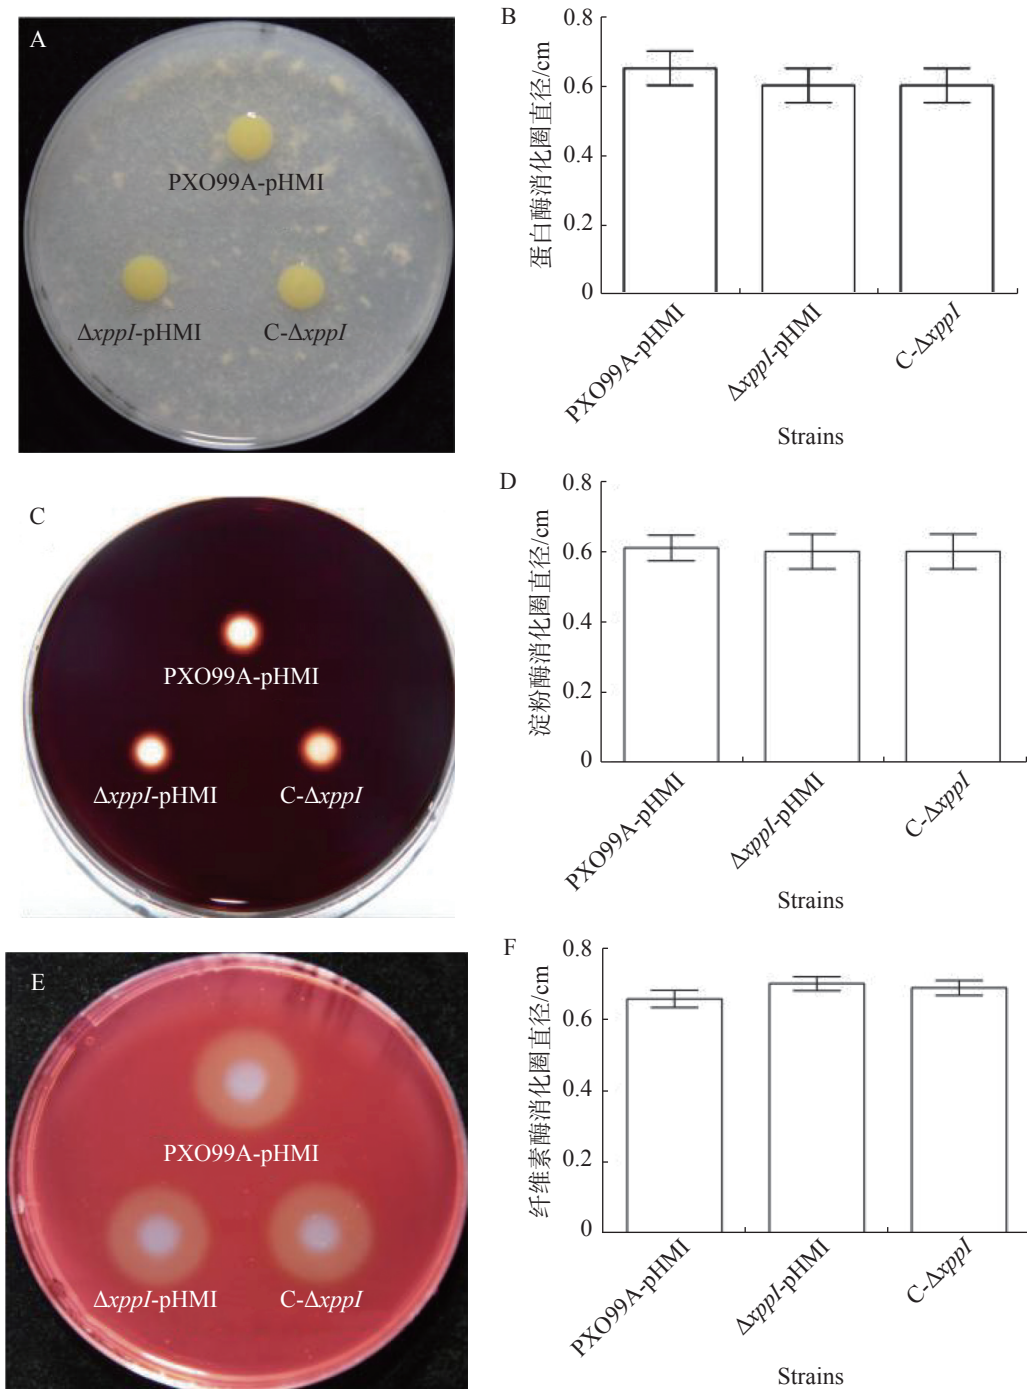 A
PXO99A-pHMI
ΔxppI-pHMI
C-ΔxppI
B
蛋白酶消化圈直径/cm
0.8
0.6
0.4
0.2
0
PXO99A-pHMI
ΔxppI-pHMI
C-ΔxppI
Strains
C
PXO99A-pHMI
ΔxppI-pHMI
C-ΔxppI
D
淀粉酶消化圈直径/cm
0.8
0.6
0.4
0.2
0
PXO99A-pHMI
ΔxppI-pHMI
C-ΔxppI
Strains
E
PXO99A-pHMI
ΔxppI-pHMI
C-ΔxppI
F
纤维素酶消化圈直径/cm
0.8
0.6
0.4
0.2
0
PXO99A-pHMI
ΔxppI-pHMI
C-ΔxppI
Strains